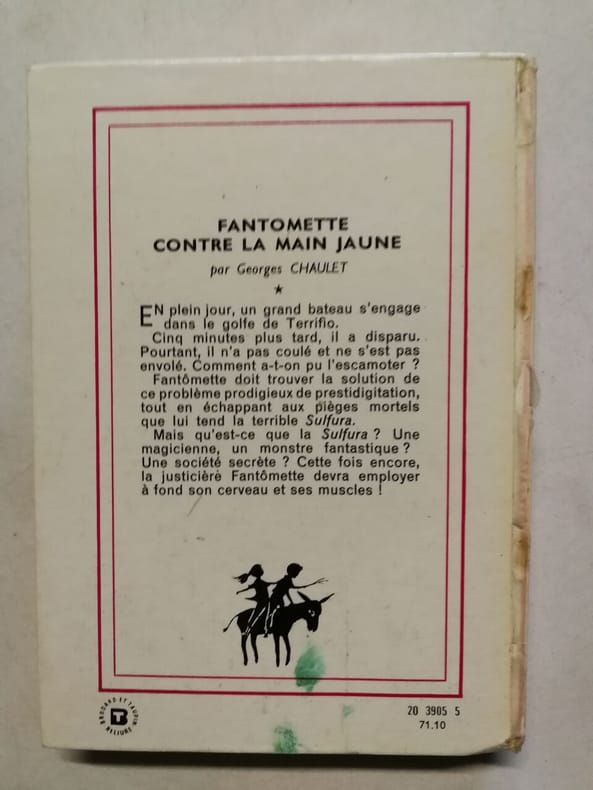 FANTOMETTE
CONTRE LA MAIN JAUNE
par Georges CHAULET
★
EN plein jour, un grand bateau s'engage
dans le golfe de Terrifio.
Cinq minutes plus tard, il a disparu.
Pourtant, il n'a pas coulé et ne s'est pas
envolé. Comment a-t-on pu l'escamoter ?
Fantômette doit trouver la solution de
ce problème prodigieux de prestidigitation,
tout en échappant aux pièges mortels
que lui tend la terrible Sulfura.
Mais qu'est-ce que la Sulfura ? Une
magicienne, un monstre fantastique ?
Une société secrète ? Cette fois encore,
la justicière Fantômette devra employer
à fond son cerveau et ses muscles !
BRODARD ET TAUPIN
RELIURE
BT
20 3905 5
71.10